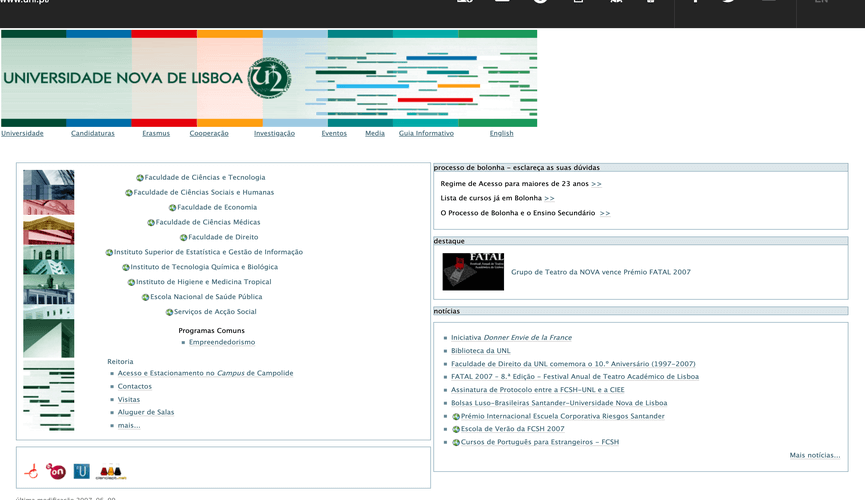 www.unl.pt
EN
UNIVERSIDADE NOVA DE LISBOA
Universidade Candidaturas Erasmus Cooperação Investigação Eventos Media Guia Informativo English
Faculdade de Ciências e Tecnologia
Faculdade de Ciências Sociais e Humanas
Faculdade de Economia
Faculdade de Ciências Médicas
Faculdade de Direito
Instituto Superior de Estatística e Gestão de Informação
Instituto de Tecnologia Química e Biológica
Instituto de Higiene e Medicina Tropical
Escola Nacional de Saúde Pública
Serviços de Acção Social
Programas Comuns
Empreendedorismo
Reitoria
Acesso e Estacionamento no Campus de Campolide
Contactos
Visitas
Aluguer de Salas
mais...
processo de bolonha - esclareça as suas dúvidas
Regime de Acesso para maiores de 23 anos >>
Lista de cursos já em Bolonha >>
O Processo de Bolonha e o Ensino Secundário >>
destaque
FATAL
Grupo de Teatro da NOVA vence Prémio FATAL 2007
notícias
Iniciativa Donner Envie de la France
Biblioteca da UNL
Faculdade de Direito da UNL comemora o 10.º Aniversário (1997-2007)
FATAL 2007 - 8.ª Edição - Festival Anual de Teatro Académico de Lisboa
Assinatura de Protocolo entre a FCSH-UNL e a CIEE
Bolsas Luso-Brasileiras Santander-Universidade Nova de Lisboa
Prémio Internacional Escuela Corporativa Riesgos Santander
Escola de Verão da FCSH 2007
Cursos de Português para Estrangeiros - FCSH
Mais notícias...
on
U